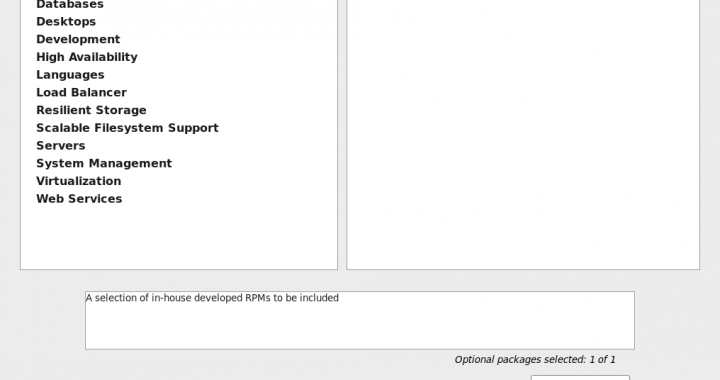 Databases
Desktops
Development
High Availability
Languages
Load Balancer
Resilient Storage
Scalable Filesystem Support
Servers
System Management
Virtualization
Web Services
A selection of in-house developed RPMs to be included
Optional packages selected: 1 of 1